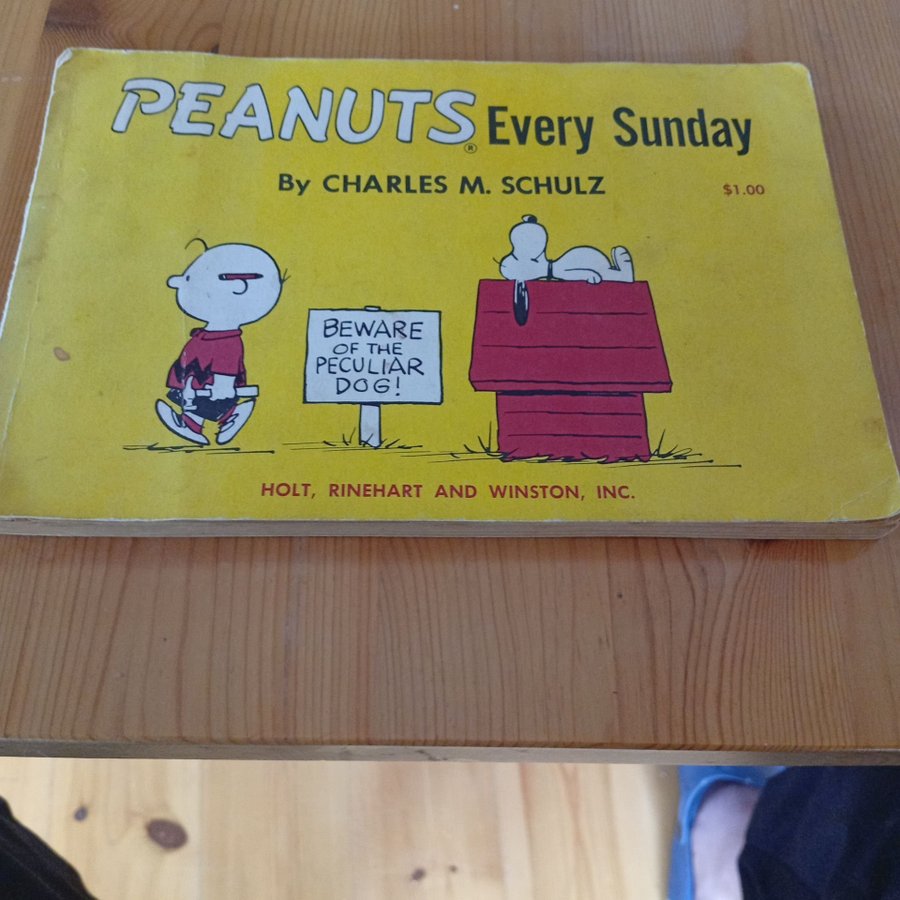 PEANUTS® Every Sunday
By CHARLES M. SCHULZ
$1.00
BEWARE
OF THE
PECULIAR
DOG!
HOLT, RINEHART AND WINSTON, INC.